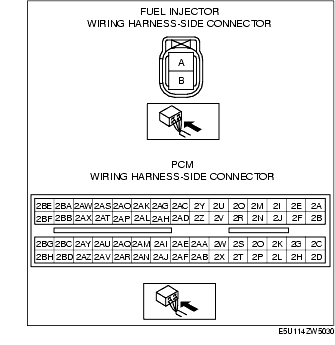 FUEL INJECTOR
WIRING HARNESS-SIDE CONNECTOR
A
B
PCM
WIRING HARNESS-SIDE CONNECTOR
2BE 2BA 2AW 2AS 2AO 2AK 2AG 2AC 2Y 2U 2Q 2M 2I 2E 2A
2BF 2BB 2AX 2AT 2AP 2AL 2AH 2AD 2Z 2V 2R 2N 2J 2F 2B
2BG 2BC 2AY 2AU 2AQ 2AM 2AI 2AE 2AA 2W 2S 2O 2K 2G 2C
2BH 2BD 2AZ 2AV 2AR 2AN 2AJ 2AF 2AB 2X 2T 2P 2L 2H 2D
E5U114ZW5030